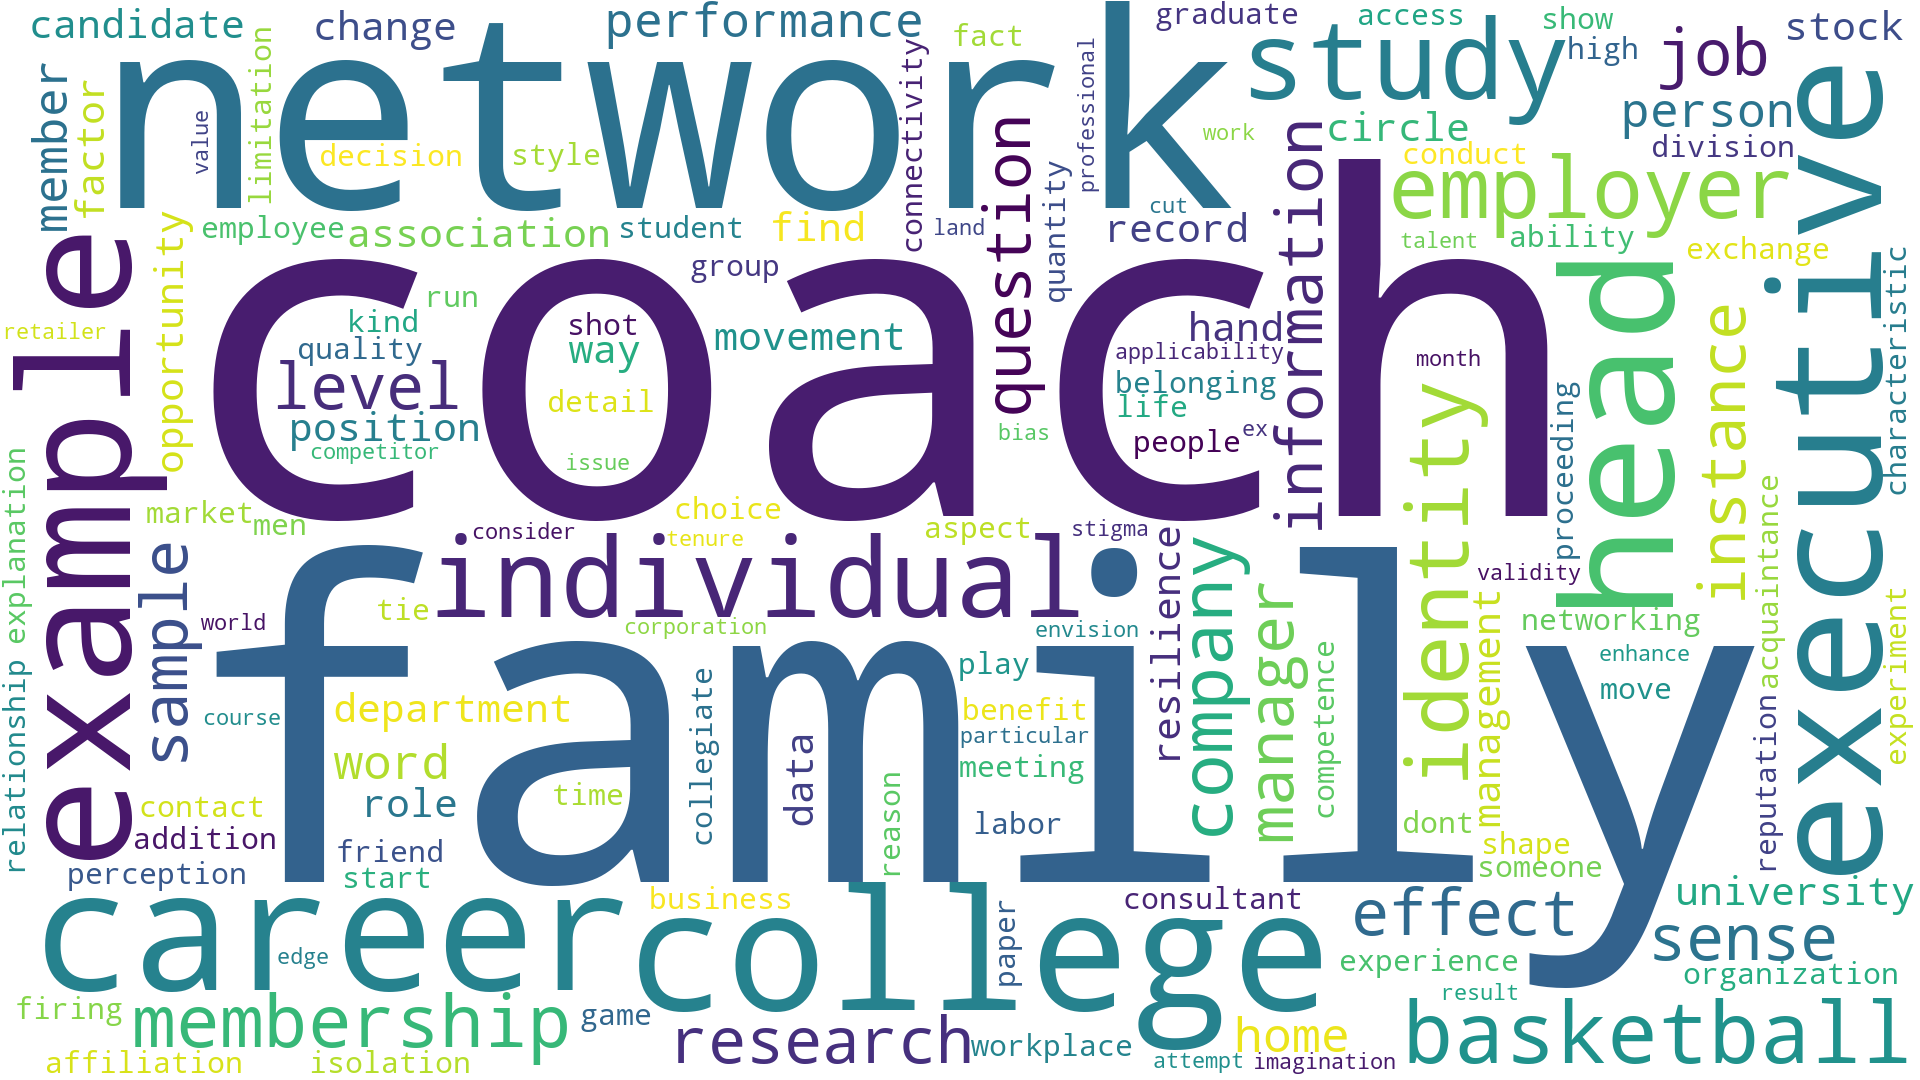 candidate
change
performance
fact
graduate
access
show
high
job
stock
member
factor
value
limitation
network
decision
style
connectivity
professional
work
study
circle
person
division
conduct
employer
executive
employee
association
student
find
land
question
quantity
cut
record
information
talent
ability
exchange
characteristic
example
opportunity
retailer
group
run
kind
quality
level
position
competitor
coach
shot
way
detail
issue
movement
bias
hand
applicability
belonging
life
people
ex
month
head
identity
instance
proceeding
relationship
explanation
market
men
sample
consider
choice
tenure
individual
aspect
stigma
resilience
company
manager
validity
networking
acquaintance
experiment
world
tie
corporation
envision
family
course
department
word
role
time
collegiate
data
reason
play
benefit
particular
meeting
labor
competence
management
enhance
move
dont
shape
someone
reputation
contact
addition
perception
friend
start
business
career
college
paper
consultant
effect
university
sense
organization
experience
result
edge
firing
membership
game
research
workplace
home
basketball
affiliation
isolation
attempt
imagination